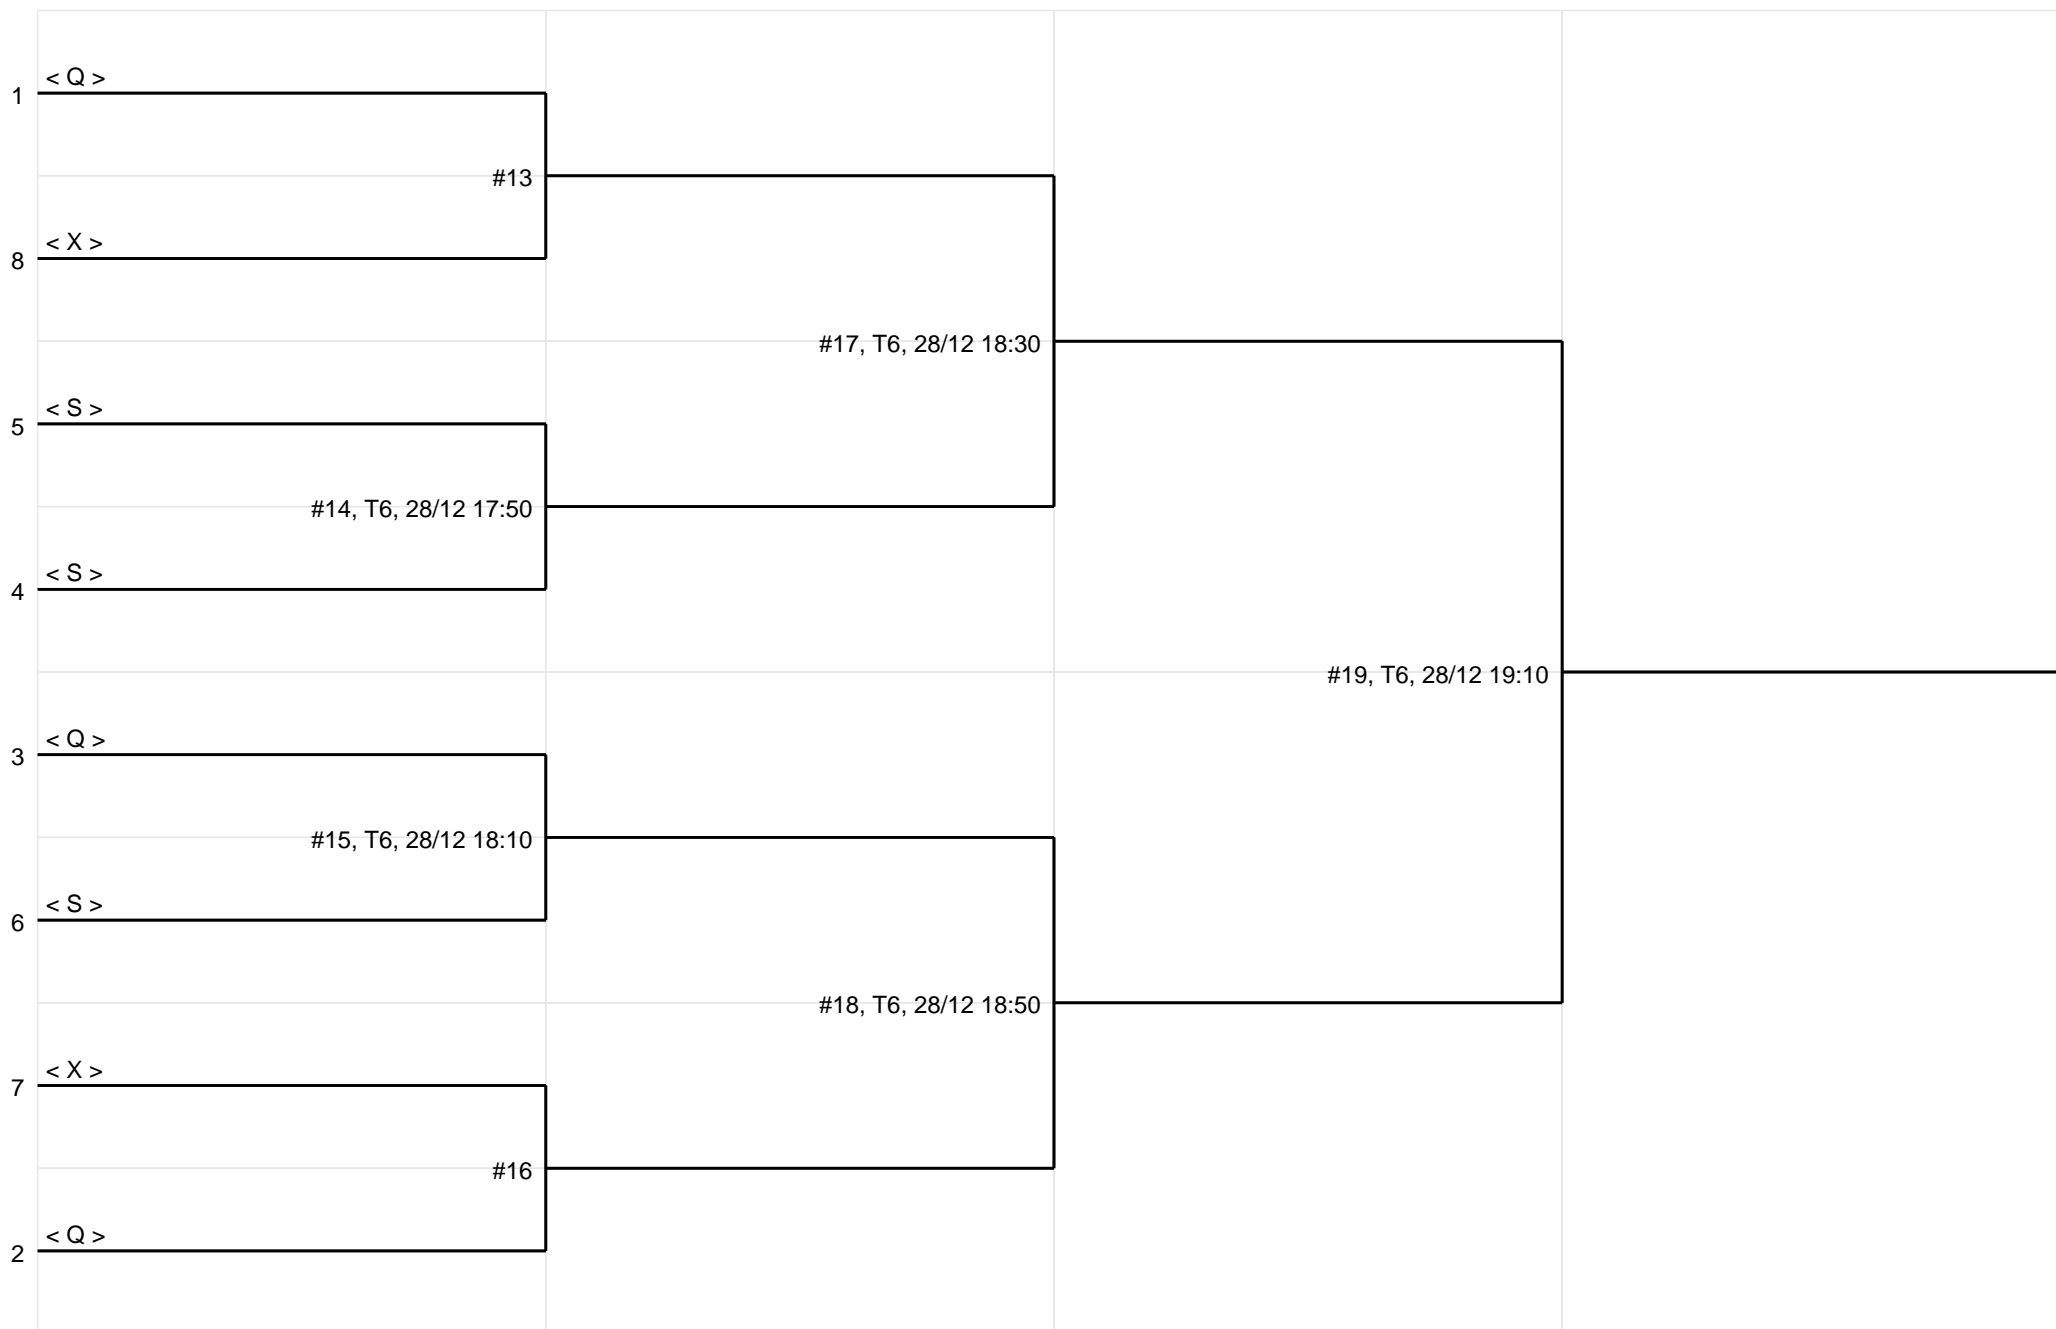 < Q >
1
#13
< X >
8
#17, T6, 28/12 18:30
< S >
5
#14, T6, 28/12 17:50
< S >
4
#19, T6, 28/12 19:10
< Q >
3
#15, T6, 28/12 18:10
< S >
6
#18, T6, 28/12 18:50
< X >
7
#16
< Q >
2